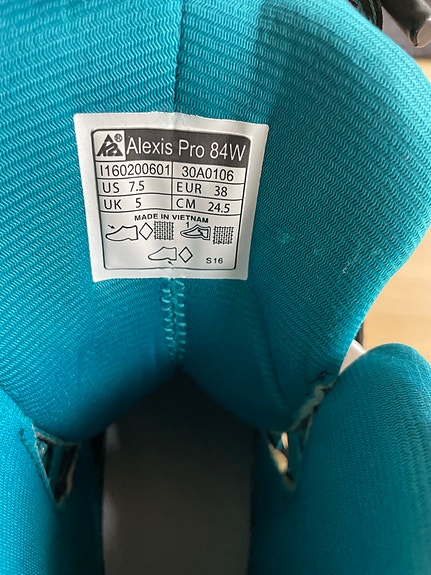 Alexis Pro 84W
I160200601 30A0106
US 7.5 EUR 38
UK 5 CM 24.5
MADE IN VIETNAM
1
S16